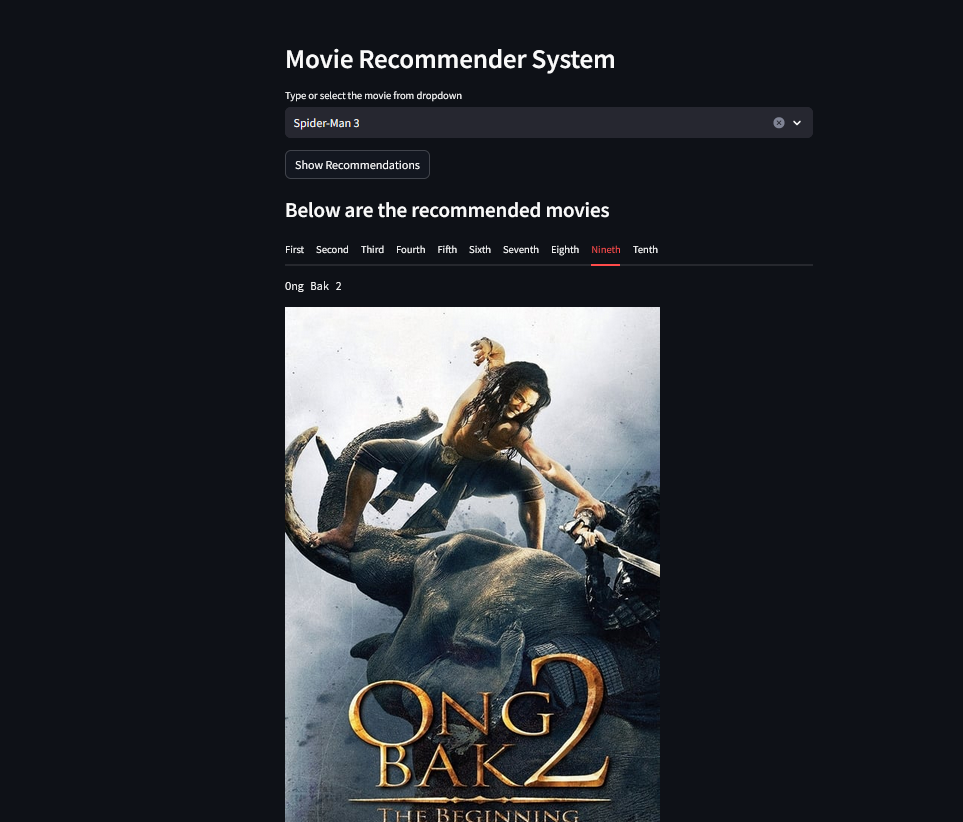 Movie Recommender System
Type or select the movie from dropdown
Spider-Man 3
Show Recommendations
Below are the recommended movies
First Second Third Fourth Fifth Sixth Seventh Eighth Nineth Tenth
Ong Bak 2
ONG
BAK 2
THE BEGINNING